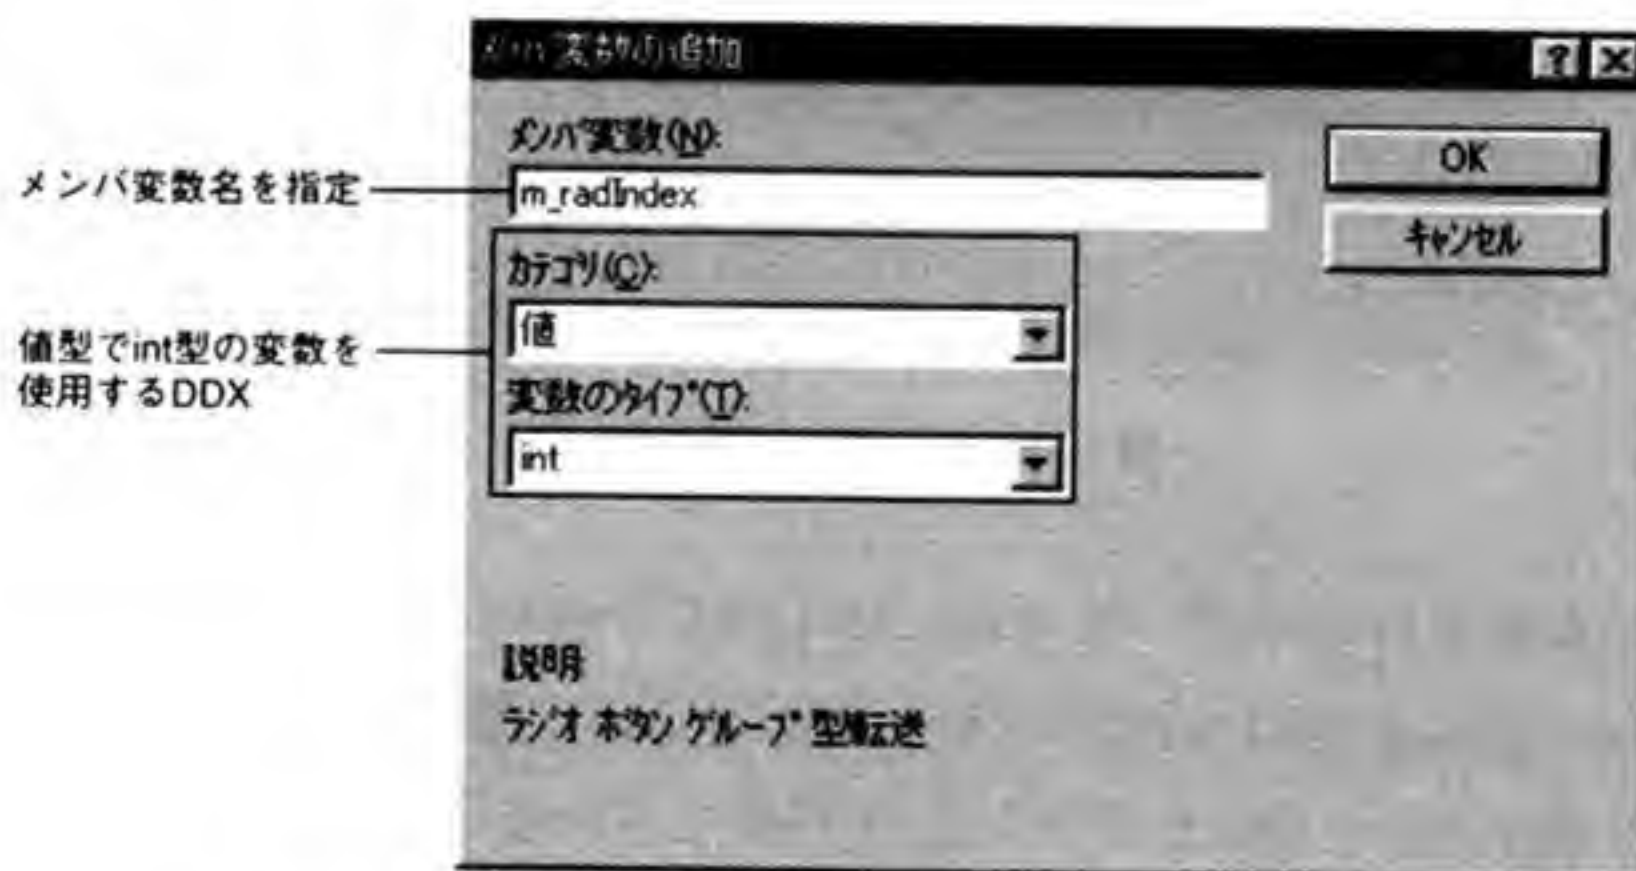 メンバ変数の追加
メンバ変数(N):
メンバ変数名を指定
m_radIndex
OK
キャンセル
カテゴリ(C):
値
値型でint型の変数を
使用するDDX
変数のタイプ(T):
int
説明
ラジオ ボタン グループ 型転送